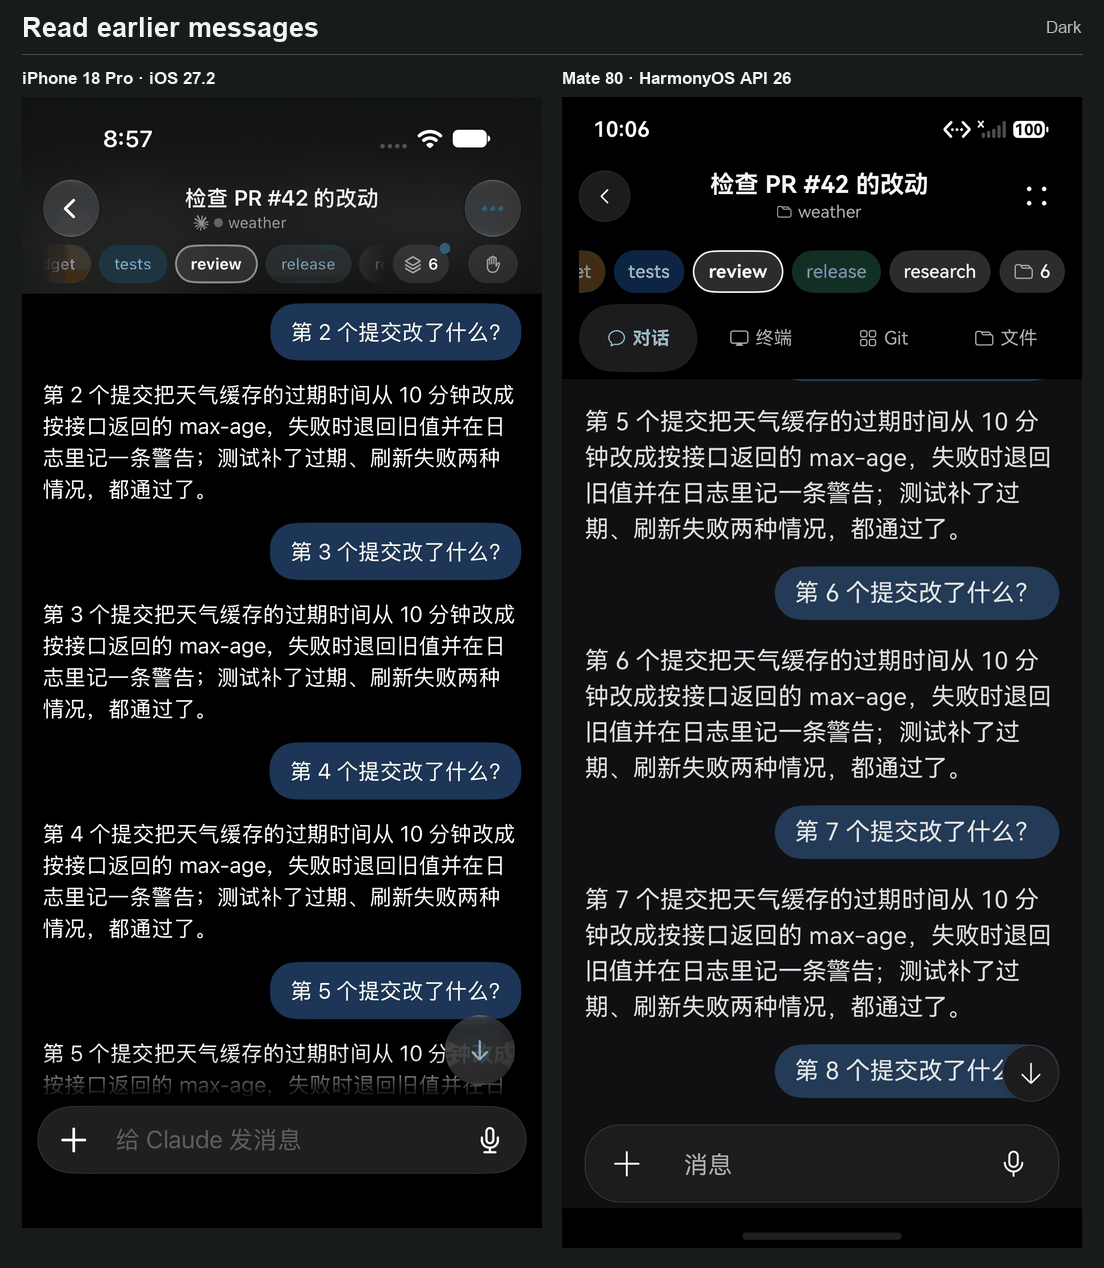 Read earlier messages
Dark
iPhone 18 Pro · iOS 27.2
8:57
检查 PR #42 的改动
weather
tests
review
release
6
第 2 个提交改了什么?
第 2 个提交把天气缓存的过期时间从 10 分钟改成
按接口返回的 max-age，失败时退回旧值并在日
志里记一条警告；测试补了过期、刷新失败两种
情况，都通过了。
第 3 个提交改了什么?
第 3 个提交把天气缓存的过期时间从 10 分钟改成
按接口返回的 max-age，失败时退回旧值并在日
志里记一条警告；测试补了过期、刷新失败两种
情况，都通过了。
第 4 个提交改了什么?
第 4 个提交把天气缓存的过期时间从 10 分钟改成
按接口返回的 max-age，失败时退回旧值并在日
志里记一条警告；测试补了过期、刷新失败两种
情况，都通过了。
第 5 个提交改了什么?
第 5 个提交把天气缓存的过期时间从 10 分钟改成
按接口返回的 max-age，失败时退回旧值并在日
给 Claude 发消息
Mate 80 · HarmonyOS API 26
10:06
100
检查 PR #42 的改动
weather
et
tests
review
release
research
6
对话
终端
Git
文件
第 5 个提交把天气缓存的过期时间从 10 分
钟改成按接口返回的 max-age，失败时退回
旧值并在日志里记一条警告；测试补了过
期、刷新失败两种情况，都通过了。
第 6 个提交改了什么?
第 6 个提交把天气缓存的过期时间从 10 分
钟改成按接口返回的 max-age，失败时退回
旧值并在日志里记一条警告；测试补了过
期、刷新失败两种情况，都通过了。
第 7 个提交改了什么?
第 7 个提交把天气缓存的过期时间从 10 分
钟改成按接口返回的 max-age，失败时退回
旧值并在日志里记一条警告；测试补了过
期、刷新失败两种情况，都通过了。
第 8 个提交改了什么
消息